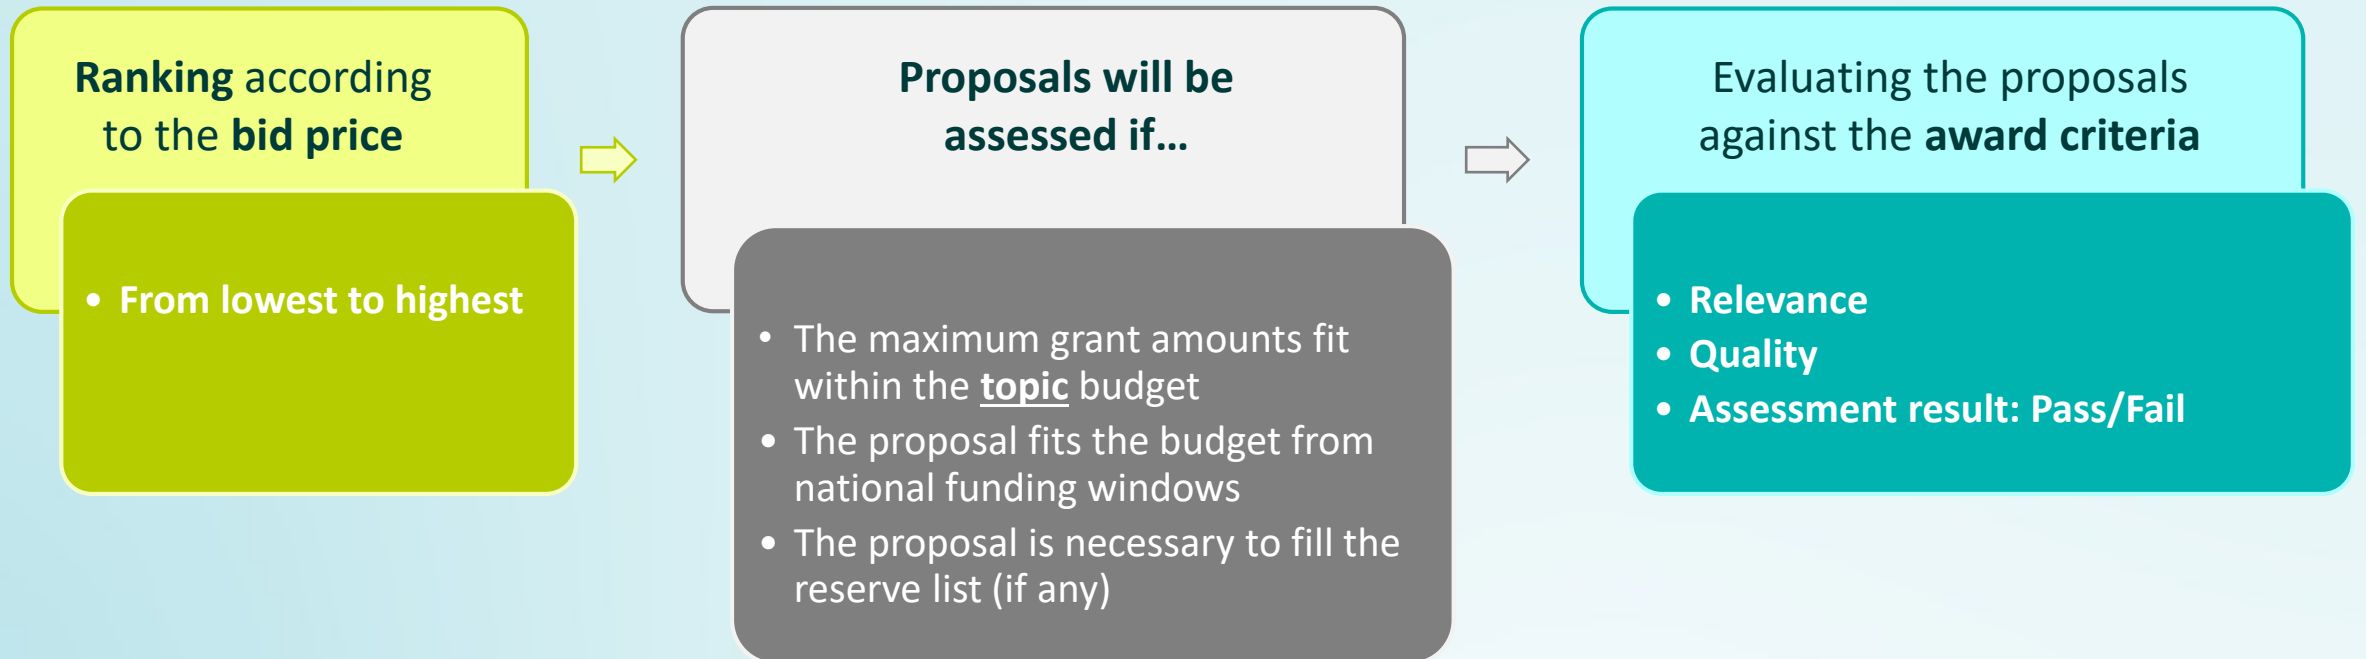 Ranking according
to the bid price
• From lowest to highest
Proposals will be
assessed if...
• The maximum grant amounts fit
within the topic budget
• The proposal fits the budget from
national funding windows
• The proposal is necessary to fill the
reserve list (if any)
Evaluating the proposals
against the award criteria
• Relevance
• Quality
• Assessment result: Pass/Fail